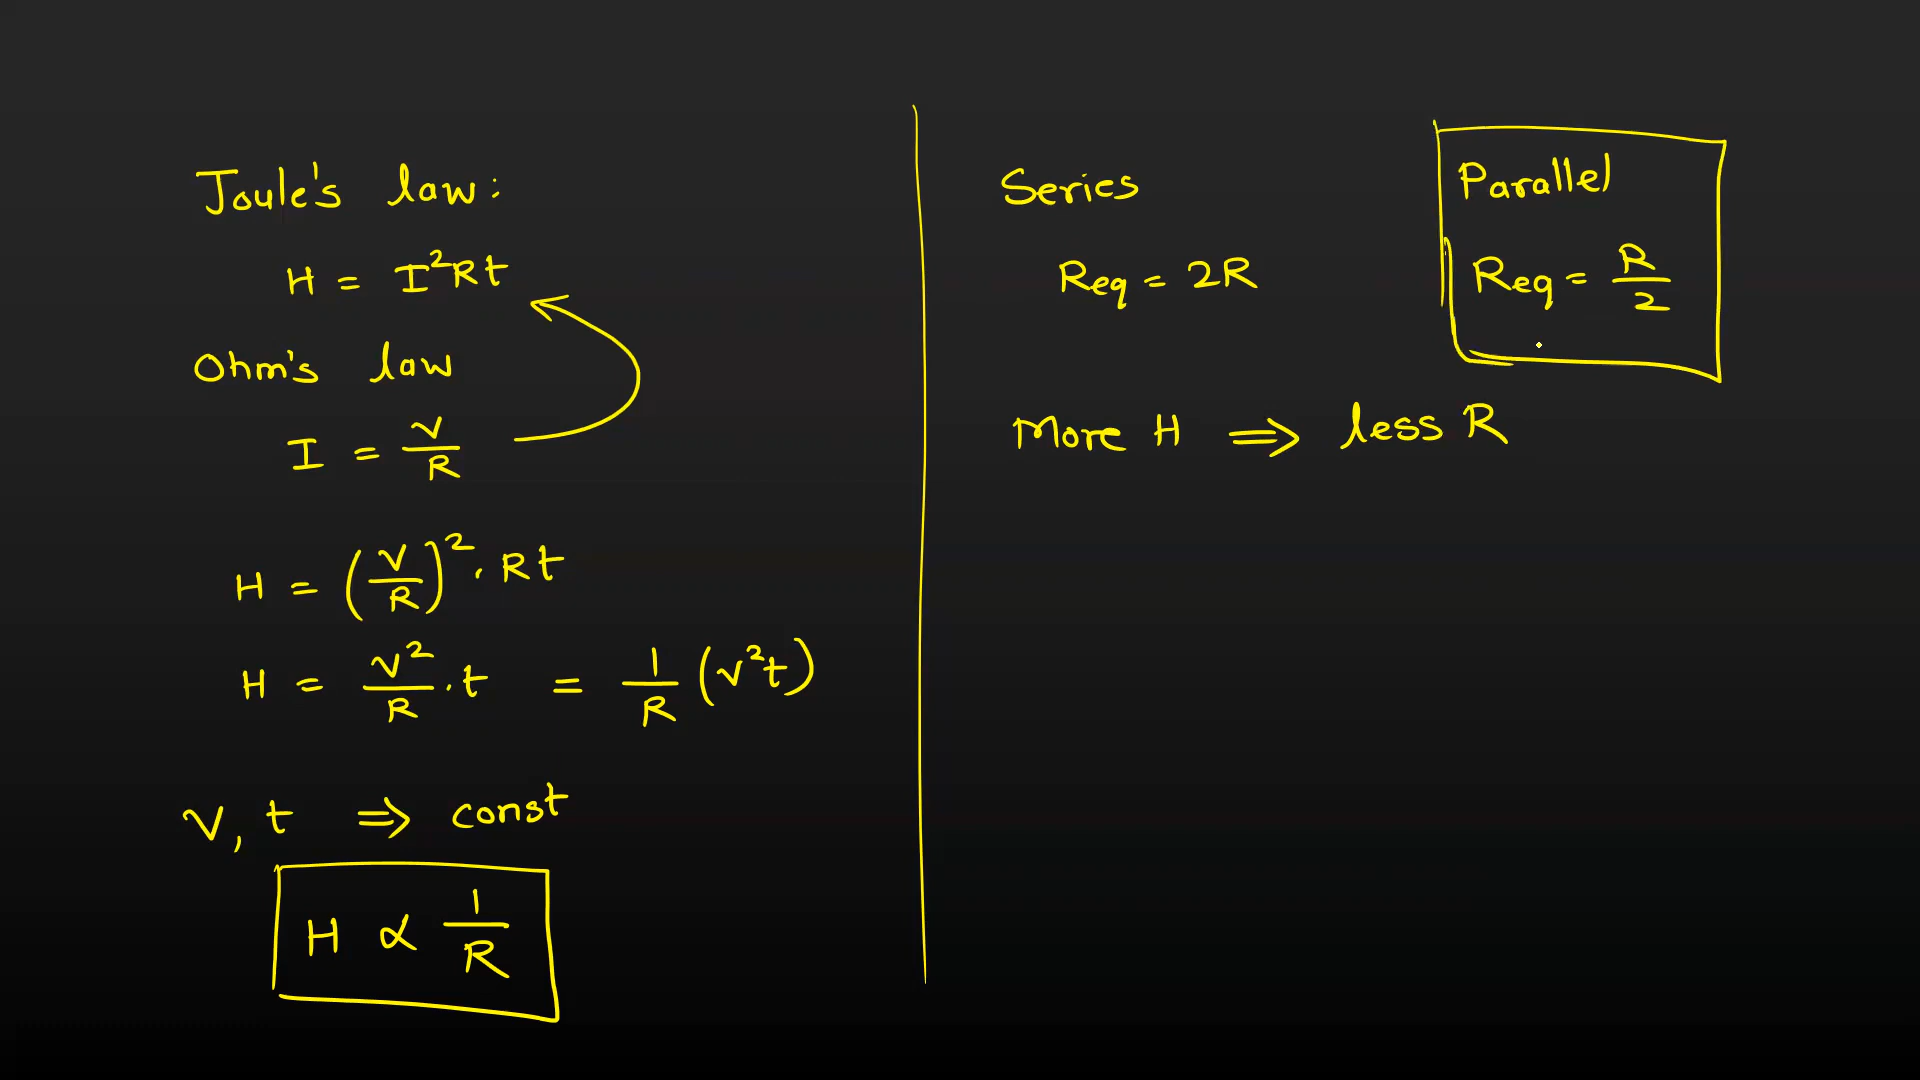 Joule's law:
H = I²Rt
Ohm's law
I = V/R
H = (V/R)² . Rt
H = V²/R . t = 1/R (V²t)
V, t ⇒ const
H ∝ 1/R
Series
Req = 2R
Parallel
Req = R/2
More H ⇒ less R